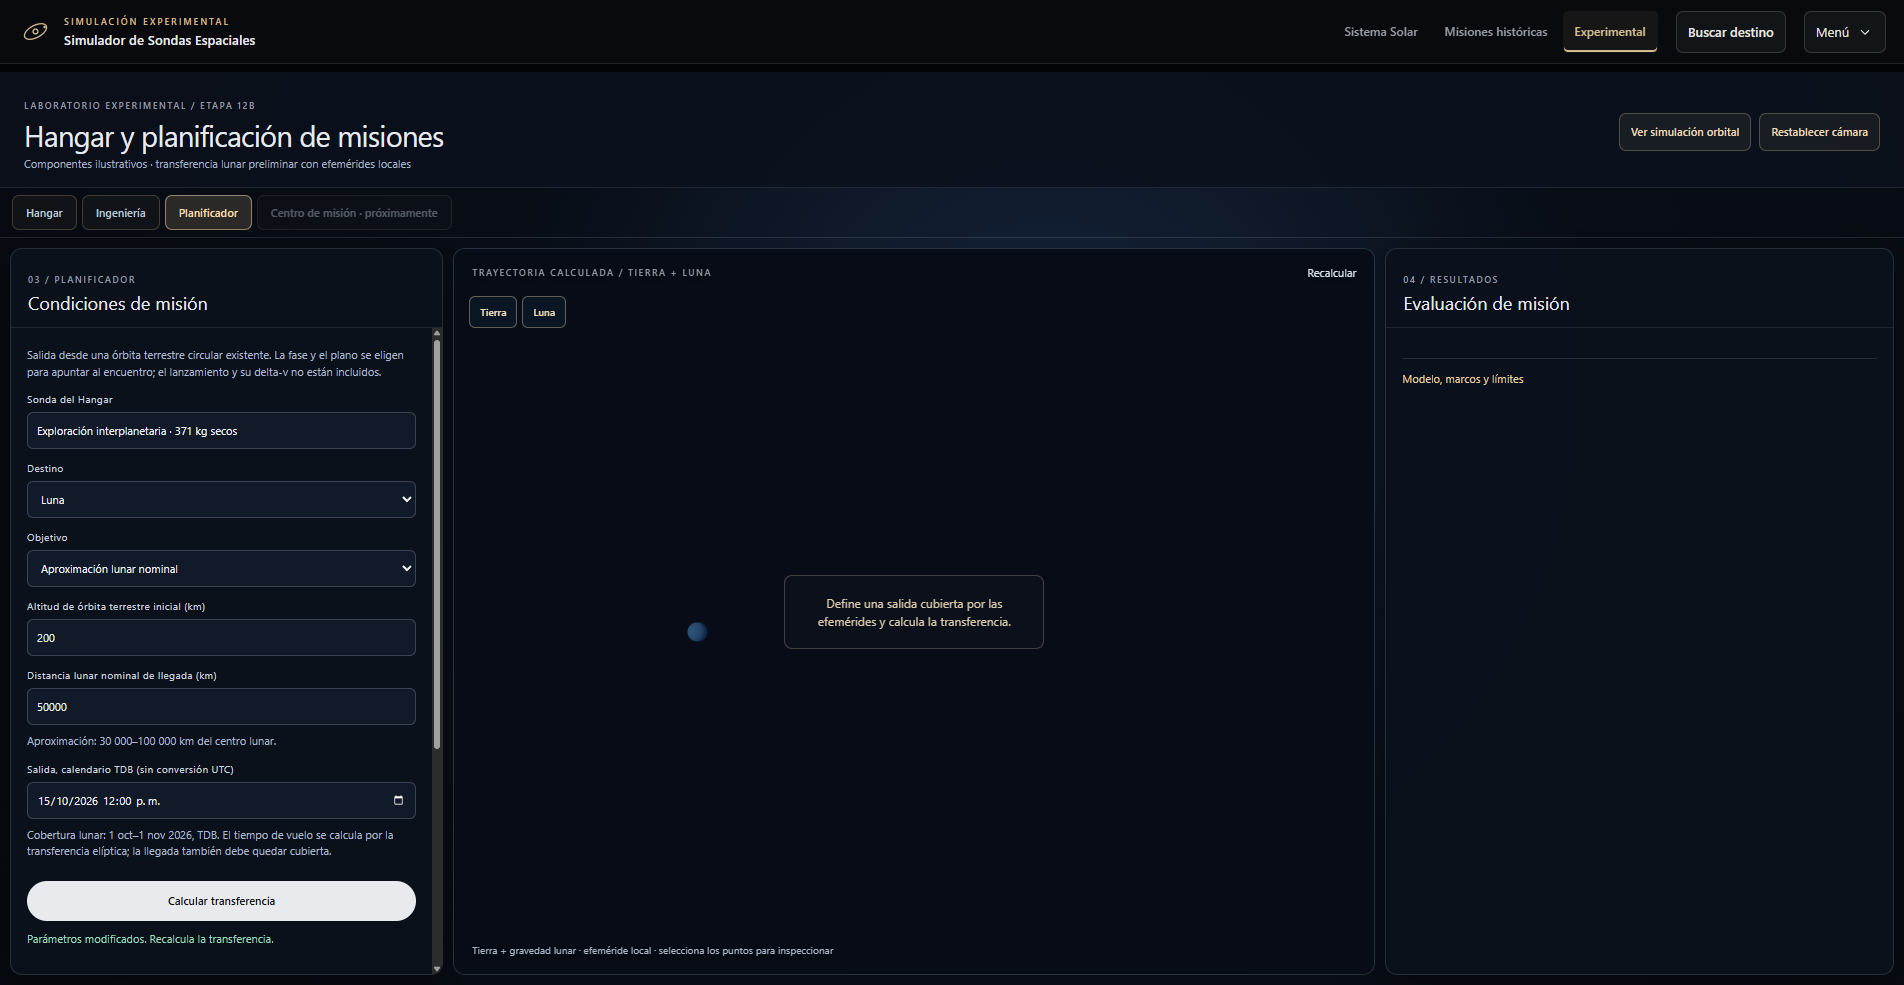 SIMULACIÓN EXPERIMENTAL
Simulador de Sondas Espaciales
Sistema Solar
Misiones históricas
Experimental
Buscar destino
Menú
LABORATORIO EXPERIMENTAL / ETAPA 12B
Hangar y planificación de misiones
Componentes ilustrativos · transferencia lunar preliminar con efemérides locales
Ver simulación orbital
Restablecer cámara
Hangar
Ingeniería
Planificador
Centro de misión · próximamente
03 / PLANIFICADOR
Condiciones de misión
Salida desde una órbita terrestre circular existente. La fase y el plano se eligen
para apuntar al encuentro; el lanzamiento y su delta-v no están incluidos.
Sonda del Hangar
Exploración interplanetaria · 371 kg secos
Destino
Luna
Objetivo
Aproximación lunar nominal
Altitud de órbita terrestre inicial (km)
200
Distancia lunar nominal de llegada (km)
50000
Aproximación: 30 000–100 000 km del centro lunar.
Salida, calendario TDB (sin conversión UTC)
15/10/2026 12:00 p. m.
Cobertura lunar: 1 oct–1 nov 2026, TDB. El tiempo de vuelo se calcula por la
transferencia elíptica; la llegada también debe quedar cubierta.
Calcular transferencia
Parámetros modificados. Recalcula la transferencia.
TRAYECTORIA CALCULADA / TIERRA + LUNA
Recalcular
Tierra
Luna
Define una salida cubierta por las
efemérides y calcula la transferencia.
Tierra + gravedad lunar · efeméride local · selecciona los puntos para inspeccionar
04 / RESULTADOS
Evaluación de misión
Modelo, marcos y límites